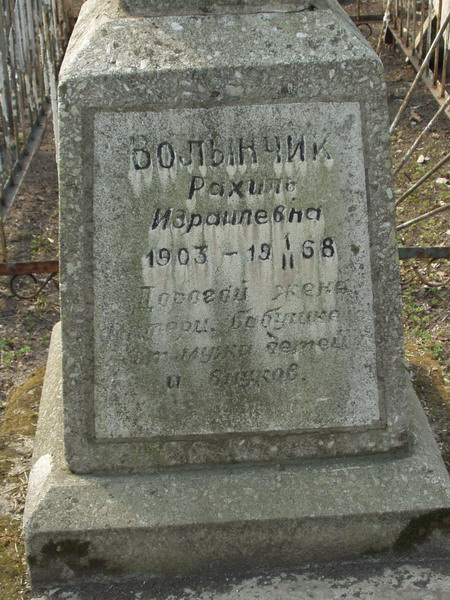 ВОЛЫНЧИК
Рахиль
Израилевна
1903 – 19 1/II 68
Дорогой жене,
матери, бабушке
от мужа детей
и внуков.